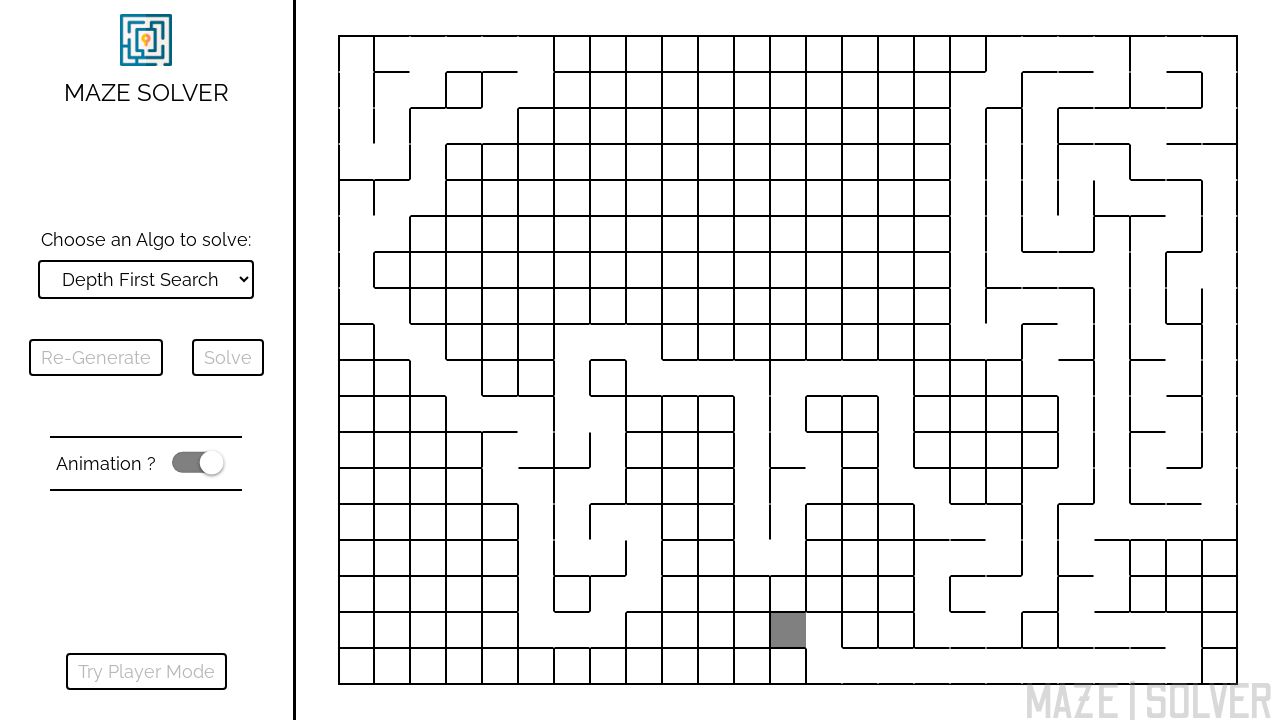 MAZE SOLVER
Choose an Algo to solve:
Depth First Search
Re-Generate
Solve
Animation ?
Try Player Mode
MAZE | SOLVER